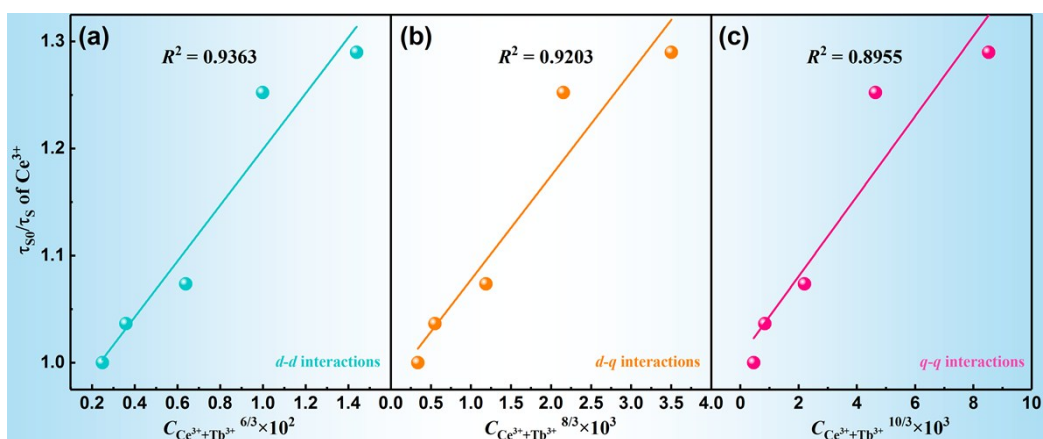 (a)
R² = 0.9363
d-d interactions
(b)
R² = 0.9203
d-q interactions
(c)
R² = 0.8955
q-q interactions
τS0/τS of Ce³⁺
1.3
1.2
1.1
1.0
0.2 0.4 0.6 0.8 1.0 1.2 1.4
0.0 0.5 1.0 1.5 2.0 2.5 3.0 3.5 4.0
0 2 4 6 8 10
C Ce³⁺+Tb³⁺ 6/3×10²
C Ce³⁺+Tb³⁺ 8/3×10³
C Ce³⁺+Tb³⁺ 10/3×10³